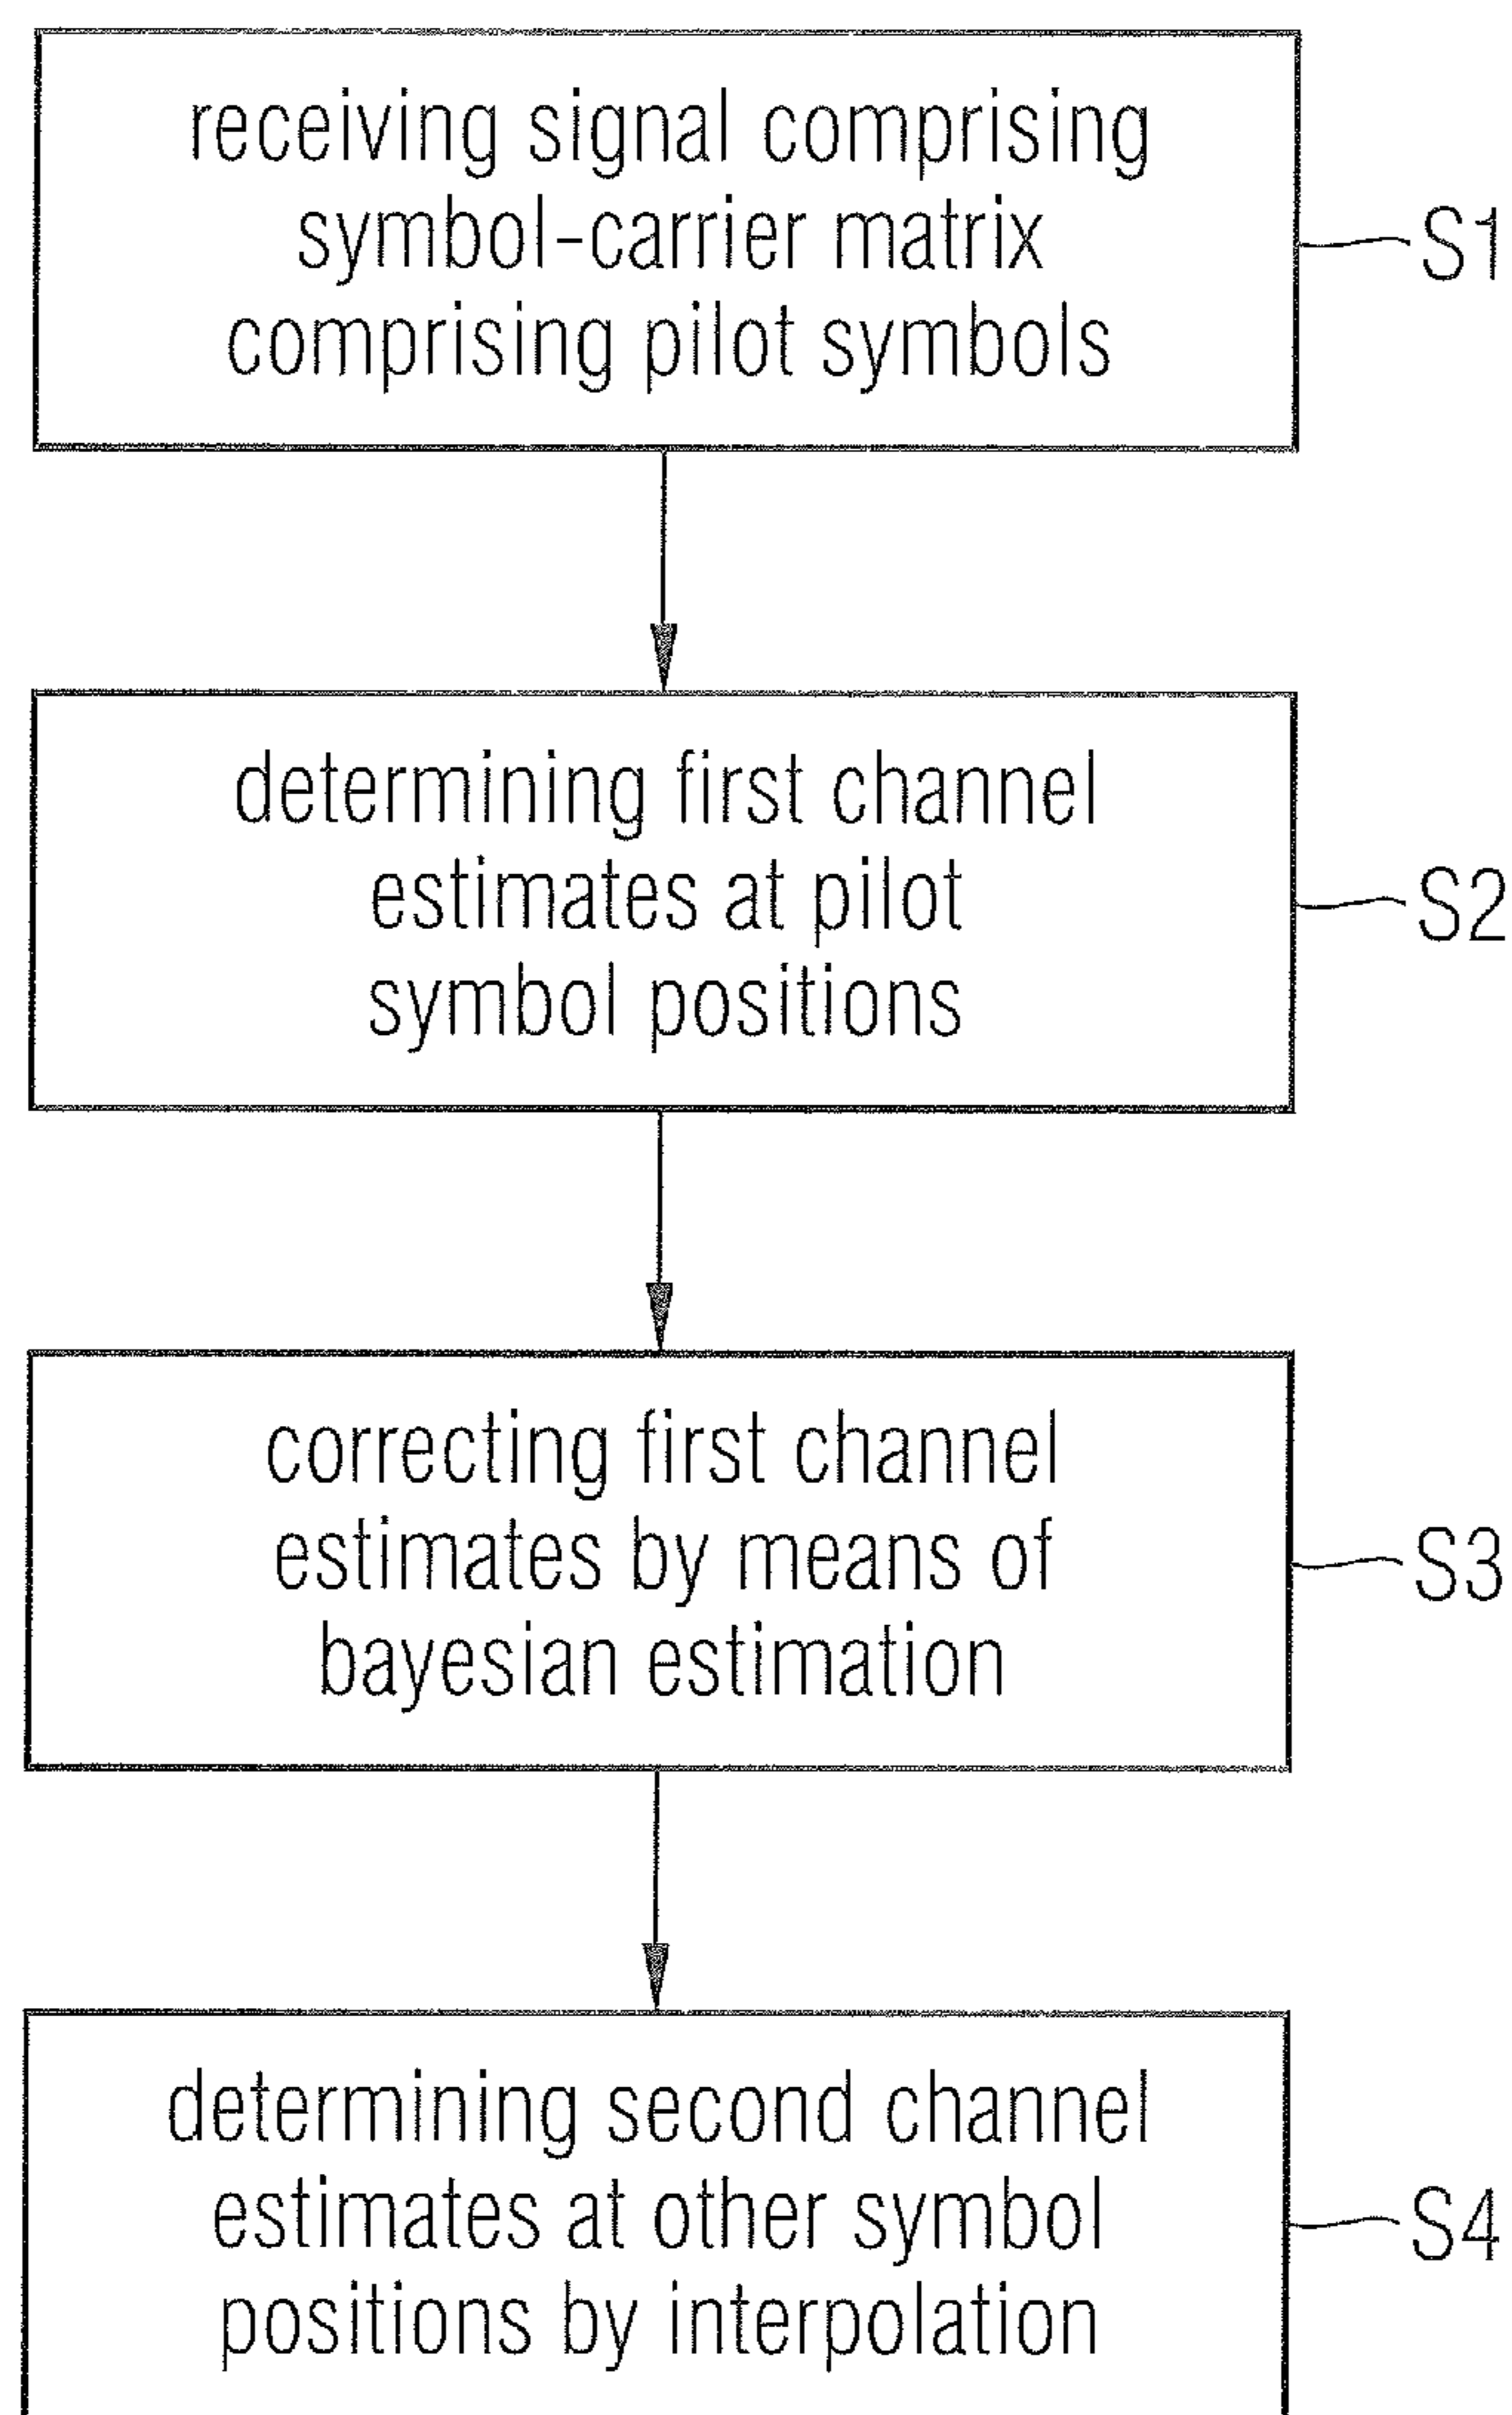 receiving signal comprising
symbol-carrier matrix
comprising pilot symbols
S1
determining first channel
estimates at pilot
symbol positions
S2
correcting first channel
estimates by means of
bayesian estimation
S3
determining second channel
estimates at other symbol
positions by interpolation
S4